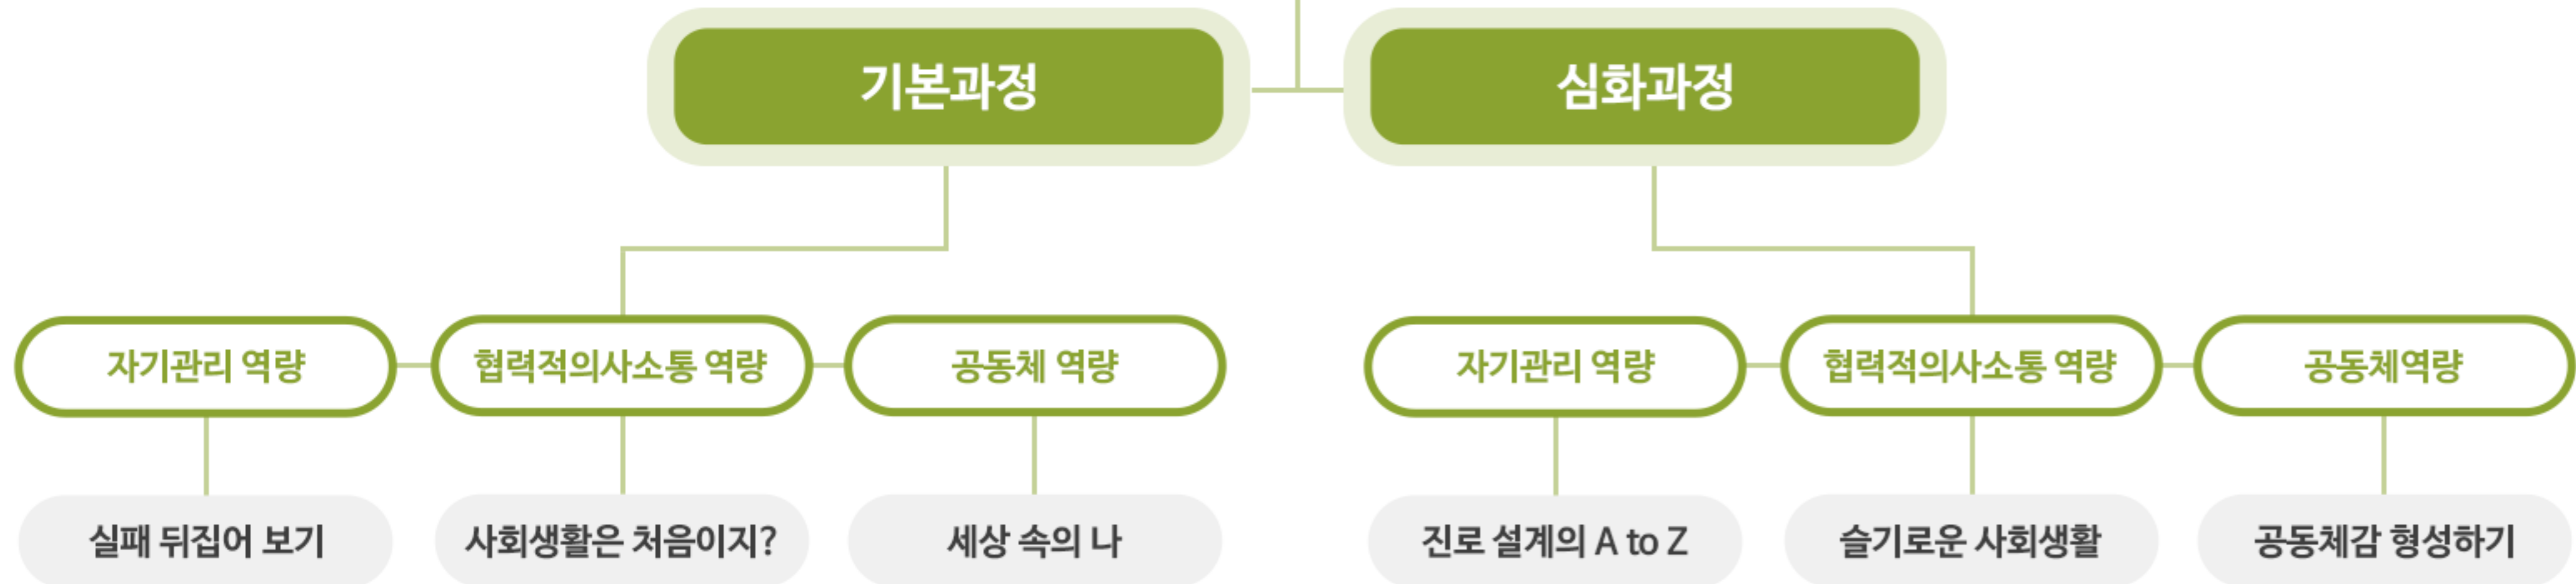 기본과정
심화과정
자기관리 역량
협력적의사소통 역량
공동체 역량
자기관리 역량
협력적의사소통 역량
공동체역량
실패 뒤집어 보기
사회생활은 처음이지?
세상 속의 나
진로 설계의 A to Z
슬기로운 사회생활
공동체감 형성하기